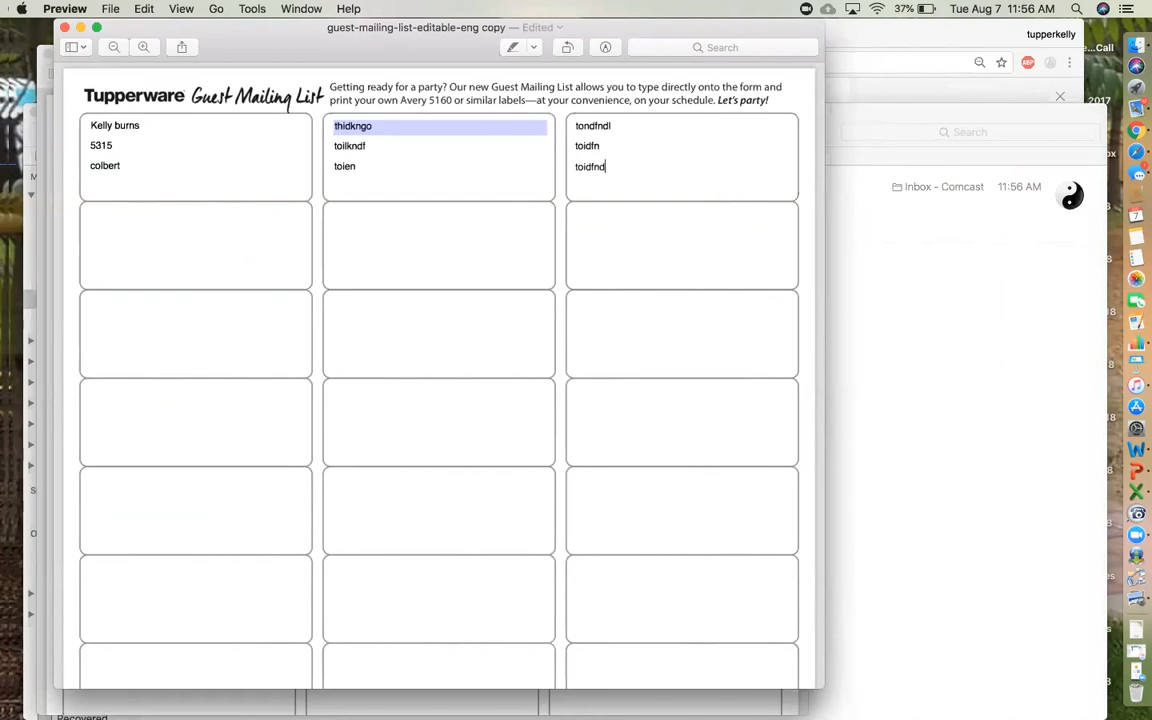 Preview File Edit View Go Tools Window Help
37% Tue Aug 7 11:56 AM
guest-mailing-list-editable-eng copy — Edited
tupperkelly
...Call
Search
2017
ABP
Tupperware Guest Mailing List
Getting ready for a party? Our new Guest Mailing List allows you to type directly onto the form and
print your own Avery 5160 or similar labels—at your convenience, on your schedule. Let's party!
Search
Kelly burns
5315
colbert
thidkngo
toilkndf
toien
tondfndl
toidfn
toidfnd
Inbox - Comcast 11:56 AM
Recovered